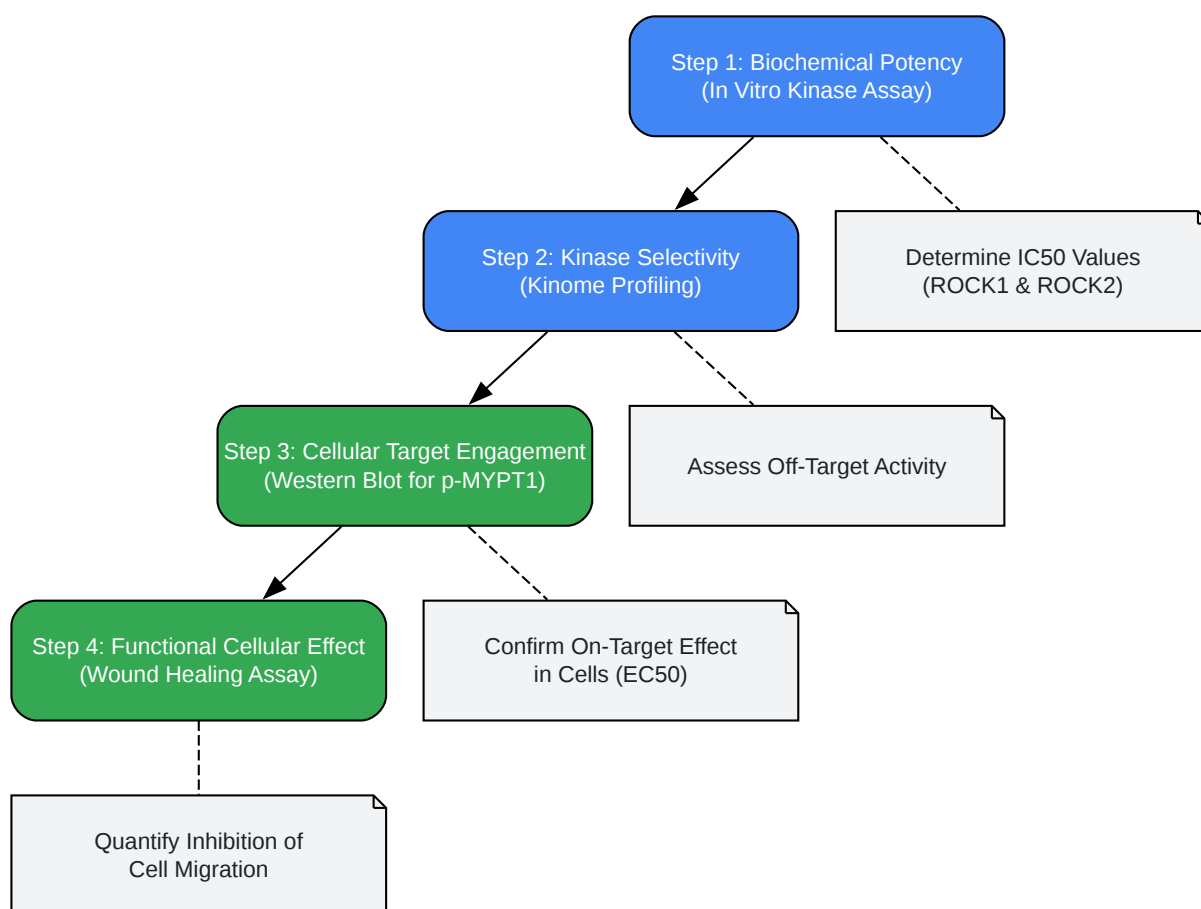 Step 1: Biochemical Potency
(In Vitro Kinase Assay)
Step 2: Kinase Selectivity
(Kinome Profiling)
Determine IC50 Values
(ROCK1 & ROCK2)
Step 3: Cellular Target Engagement
(Western Blot for p-MYPT1)
Assess Off-Target Activity
Step 4: Functional Cellular Effect
(Wound Healing Assay)
Confirm On-Target Effect
in Cells (EC50)
Quantify Inhibition of
Cell Migration